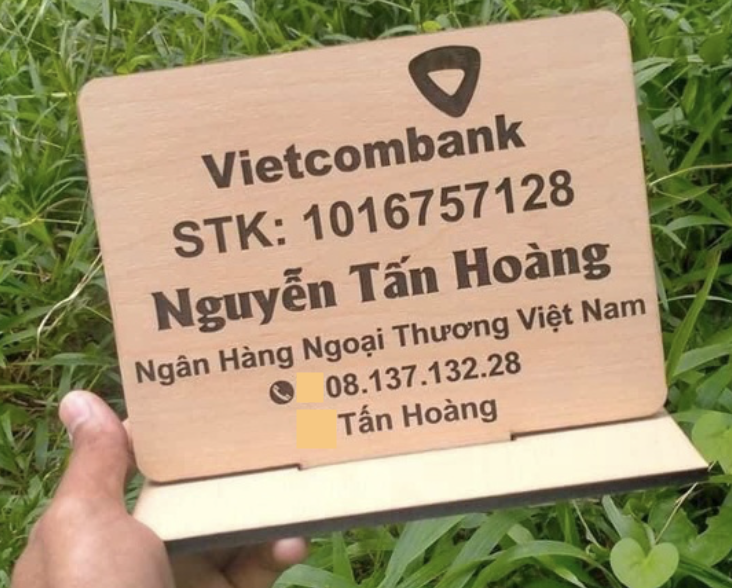 Vietcombank
STK: 1016757128
Nguyễn Tấn Hoàng
Ngân Hàng Ngoại Thương Việt Nam
08.137.132.28
Tấn Hoàng